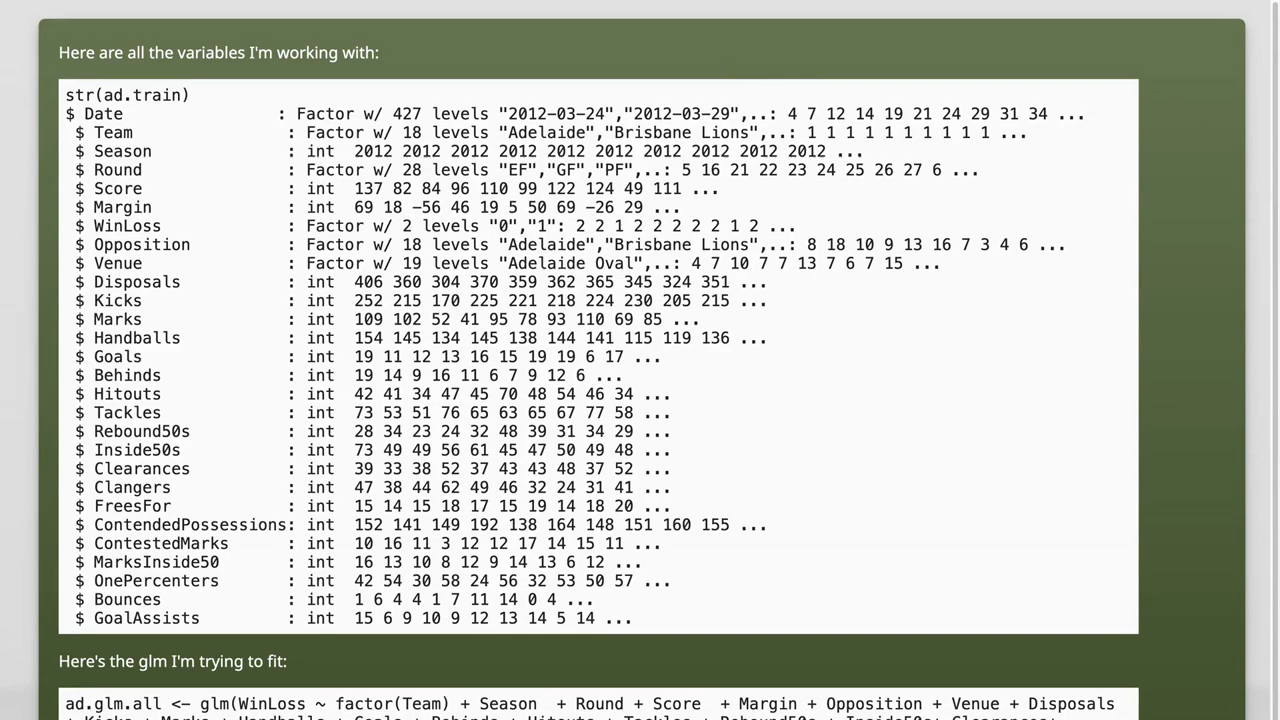 Here are all the variables I'm working with:
str(ad.train)
$ Date : Factor w/ 427 levels "2012-03-24","2012-03-29",..: 4 7 12 14 19 21 24 29 31 34 ...
$ Team : Factor w/ 18 levels "Adelaide","Brisbane Lions",..: 1 1 1 1 1 1 1 1 1 1 ...
$ Season : int 2012 2012 2012 2012 2012 2012 2012 2012 2012 2012 ...
$ Round : Factor w/ 28 levels "EF","GF","PF",..: 5 16 21 22 23 24 25 26 27 6 ...
$ Score : int 137 82 84 96 110 99 122 124 49 111 ...
$ Margin : int 69 18 -56 46 19 5 50 69 -26 29 ...
$ WinLoss : Factor w/ 2 levels "0","1": 2 2 1 2 2 2 2 2 1 2 ...
$ Opposition : Factor w/ 18 levels "Adelaide","Brisbane Lions",..: 8 18 10 9 13 16 7 3 4 6 ...
$ Venue : Factor w/ 19 levels "Adelaide Oval",..: 4 7 10 7 7 13 7 6 7 15 ...
$ Disposals : int 406 360 304 370 359 362 365 345 324 351 ...
$ Kicks : int 252 215 170 225 221 218 224 230 205 215 ...
$ Marks : int 109 102 52 41 95 78 93 110 69 85 ...
$ Handballs : int 154 145 134 145 138 144 141 115 119 136 ...
$ Goals : int 19 11 12 13 16 15 19 19 6 17 ...
$ Behinds : int 19 14 9 16 11 6 7 9 12 6 ...
$ Hitouts : int 42 41 34 47 45 70 48 54 46 34 ...
$ Tackles : int 73 53 51 76 65 63 65 67 77 58 ...
$ Rebound50s : int 28 34 23 24 32 48 39 31 34 29 ...
$ Inside50s : int 73 49 49 56 61 45 47 50 49 48 ...
$ Clearances : int 39 33 38 52 37 43 43 48 37 52 ...
$ Clangers : int 47 38 44 62 49 46 32 24 31 41 ...
$ FreesFor : int 15 14 15 18 17 15 19 14 18 20 ...
$ ContendedPossessions: int 152 141 149 192 138 164 148 151 160 155 ...
$ ContestedMarks : int 10 16 11 3 12 12 17 14 15 11 ...
$ MarksInside50 : int 16 13 10 8 12 9 14 13 6 12 ...
$ OnePercenters : int 42 54 30 58 24 56 32 53 50 57 ...
$ Bounces : int 1 6 4 4 1 7 11 14 0 4 ...
$ GoalAssists : int 15 6 9 10 9 12 13 14 5 14 ...
Here's the glm I'm trying to fit:
ad.glm.all <- glm(WinLoss ~ factor(Team) + Season + Round + Score + Margin + Opposition + Venue + Disposals
+ Kicks + Marks + Handballs + Goals + Behinds + Hitouts + Tackles + Rebound50s + Inside50s+ Clearances+